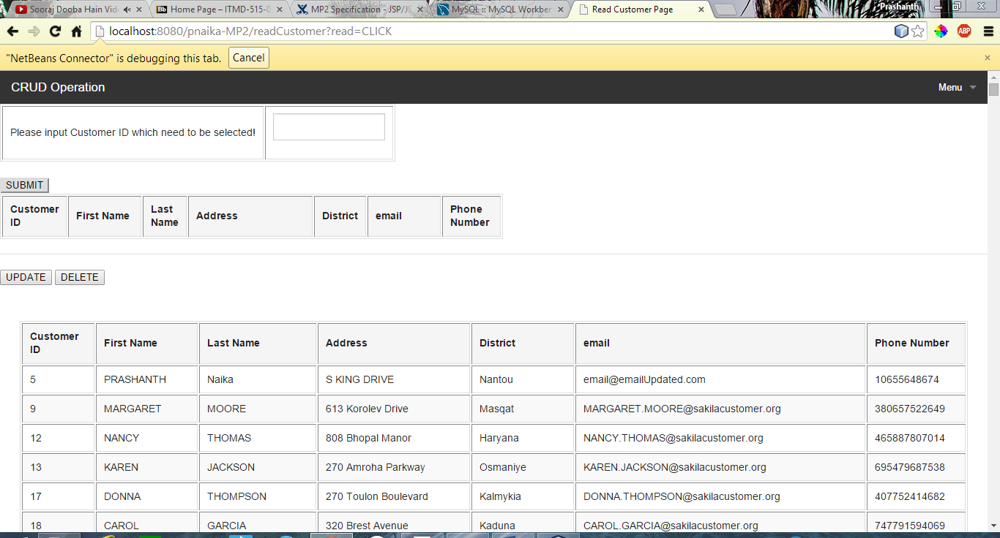 Sooraj Dooba Hain Vid
Home Page – ITMD-515-0
MP2 Specification - JSP/JS
MySQL :: MySQL Workber
Read Customer Page
Prashanth
localhost:8080/pnaika-MP2/readCustomer?read=CLICK
ABP
"NetBeans Connector" is debugging this tab. Cancel
CRUD Operation Menu
Please input Customer ID which need to be selected!
SUBMIT
Customer ID First Name Last Name Address District email Phone Number
UPDATE DELETE
Customer ID First Name Last Name Address District email Phone Number
5 PRASHANTH Naika S KING DRIVE Nantou email@emailUpdated.com 10655648674
9 MARGARET MOORE 613 Korolev Drive Masqat MARGARET.MOORE@sakilacustomer.org 380657522649
12 NANCY THOMAS 808 Bhopal Manor Haryana NANCY.THOMAS@sakilacustomer.org 465887807014
13 KAREN JACKSON 270 Amroha Parkway Osmaniye KAREN.JACKSON@sakilacustomer.org 695479687538
17 DONNA THOMPSON 270 Toulon Boulevard Kalmykia DONNA.THOMPSON@sakilacustomer.org 407752414682
18 CAROL GARCIA 320 Brest Avenue Kaduna CAROL.GARCIA@sakilacustomer.org 747791594069